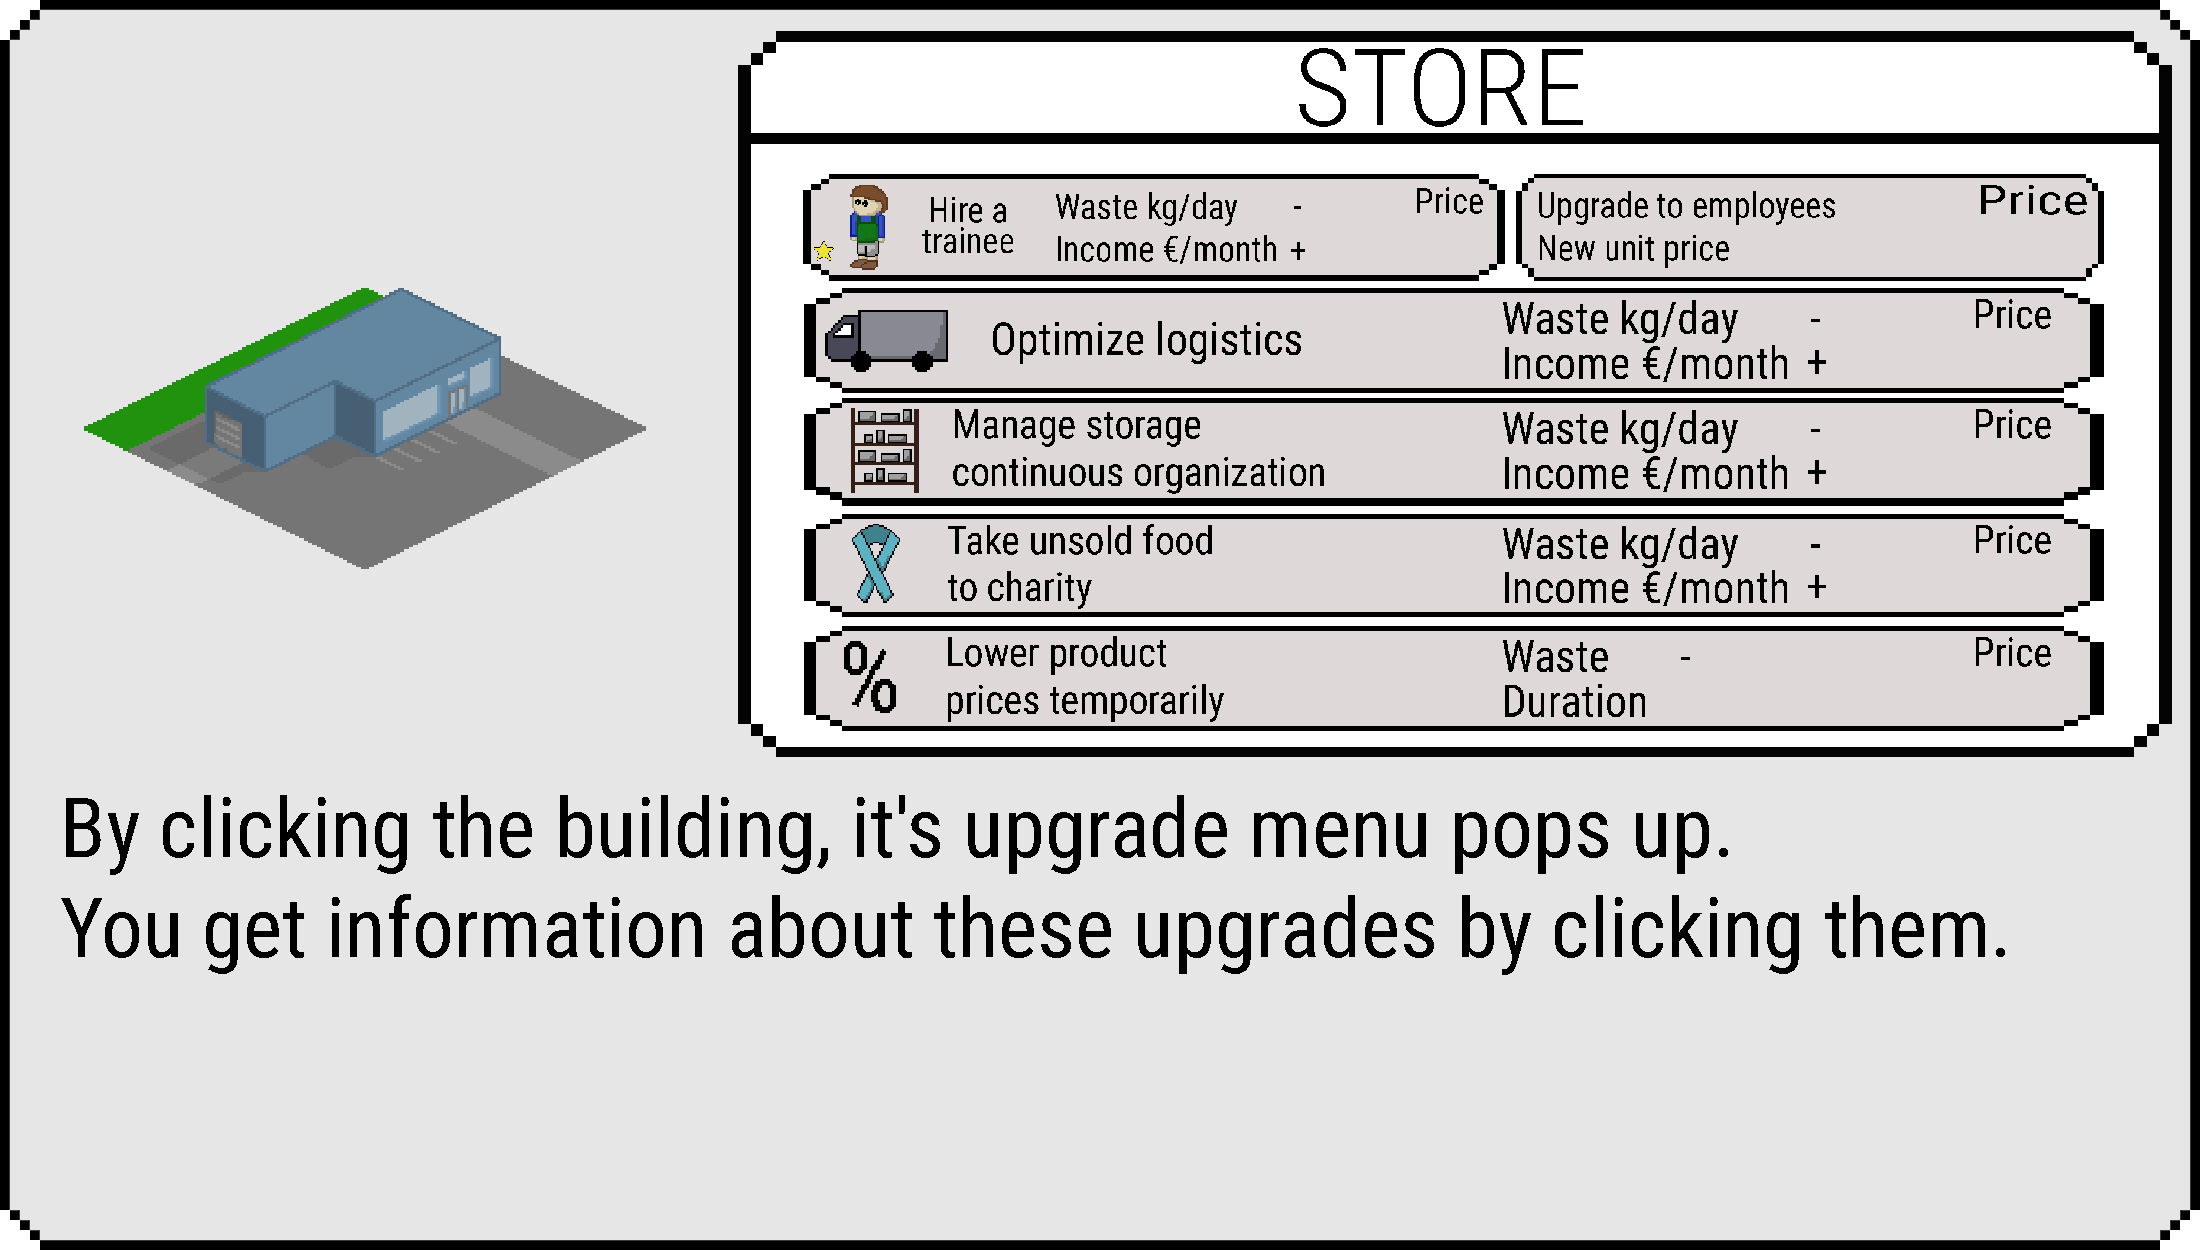 STORE
Hire a
trainee
Waste kg/day -
Income €/month +
Price
Upgrade to employees
New unit price
Price
Optimize logistics
Waste kg/day -
Income €/month +
Price
Manage storage
continuous organization
Waste kg/day -
Income €/month +
Price
Take unsold food
to charity
Waste kg/day -
Income €/month +
Price
%
Lower product
prices temporarily
Waste -
Duration
Price
By clicking the building, it's upgrade menu pops up.
You get information about these upgrades by clicking them.